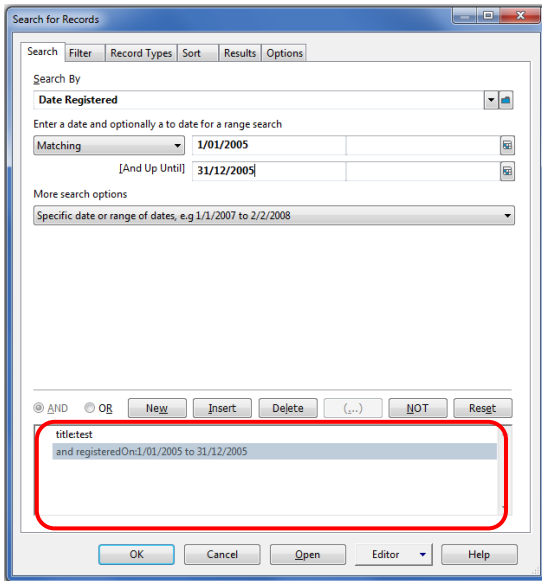 Search for Records
Search Filter Record Types Sort Results Options
Search By
Date Registered
Enter a date and optionally a to date for a range search
Matching 1/01/2005
[And Up Until] 31/12/2005
More search options
Specific date or range of dates, e.g 1/1/2007 to 2/2/2008
AND OR New Insert Delete (...) NOT Reset
title:test
and registeredOn:1/01/2005 to 31/12/2005
OK Cancel Open Editor Help